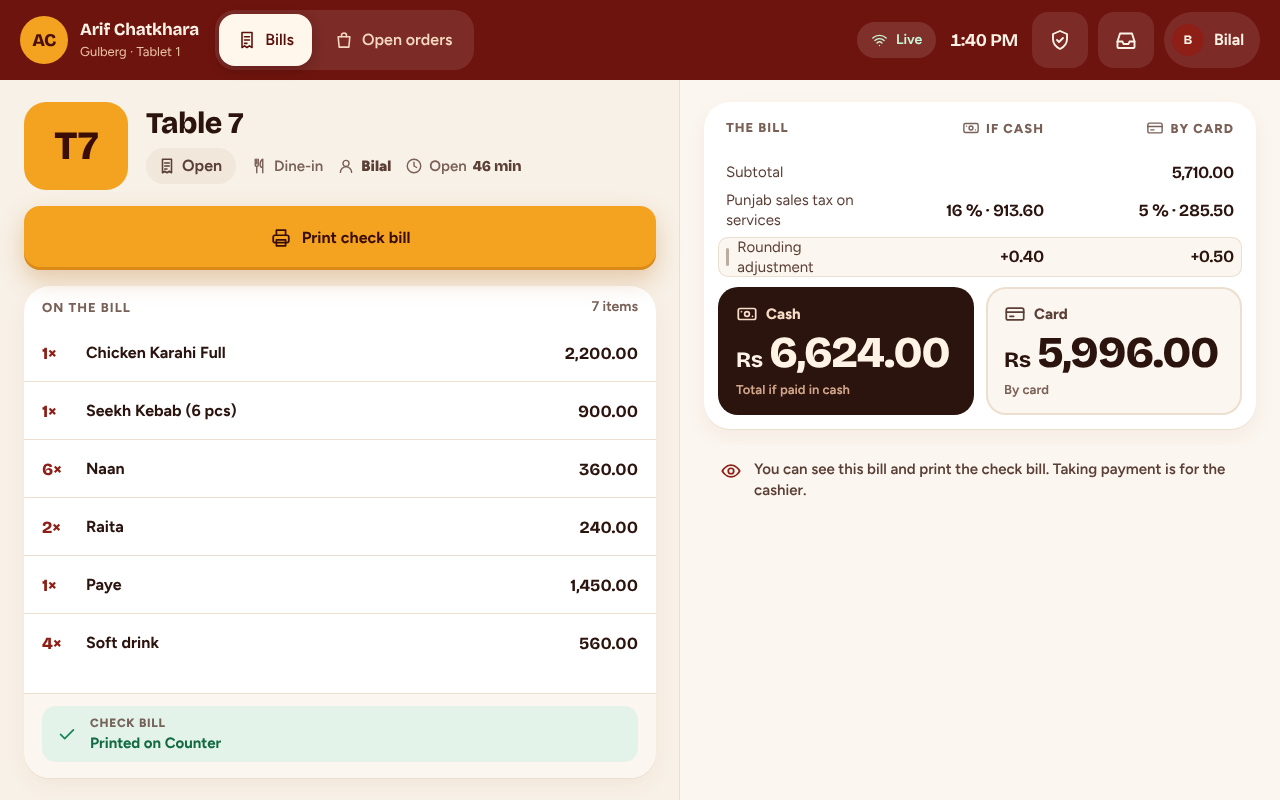 AC
Arif Chatkhara
Gulberg · Tablet 1
Bills
Open orders
Live
1:40 PM
B
Bilal
T7
Table 7
Open
Dine-in
Bilal
Open 46 min
Print check bill
ON THE BILL
7 items
1× Chicken Karahi Full 2,200.00
1× Seekh Kebab (6 pcs) 900.00
6× Naan 360.00
2× Raita 240.00
1× Paye 1,450.00
4× Soft drink 560.00
CHECK BILL
Printed on Counter
THE BILL IF CASH BY CARD
Subtotal 5,710.00
Punjab sales tax on
services
16 % · 913.60 5 % · 285.50
Rounding
adjustment
+0.40 +0.50
Cash
Rs 6,624.00
Total if paid in cash
Card
Rs 5,996.00
By card
You can see this bill and print the check bill. Taking payment is for the
cashier.